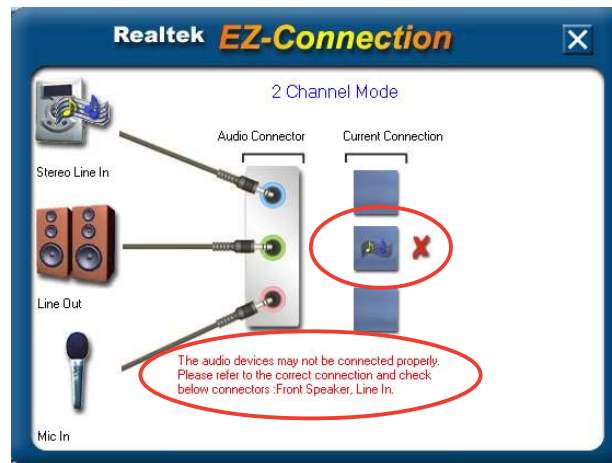 Realtek EZ-Connection
2 Channel Mode
Audio Connector
Current Connection
Stereo Line In
Line Out
The audio devices may not be connected properly.
Please refer to the correct connection and check
below connectors :Front Speaker, Line In.
Mic In